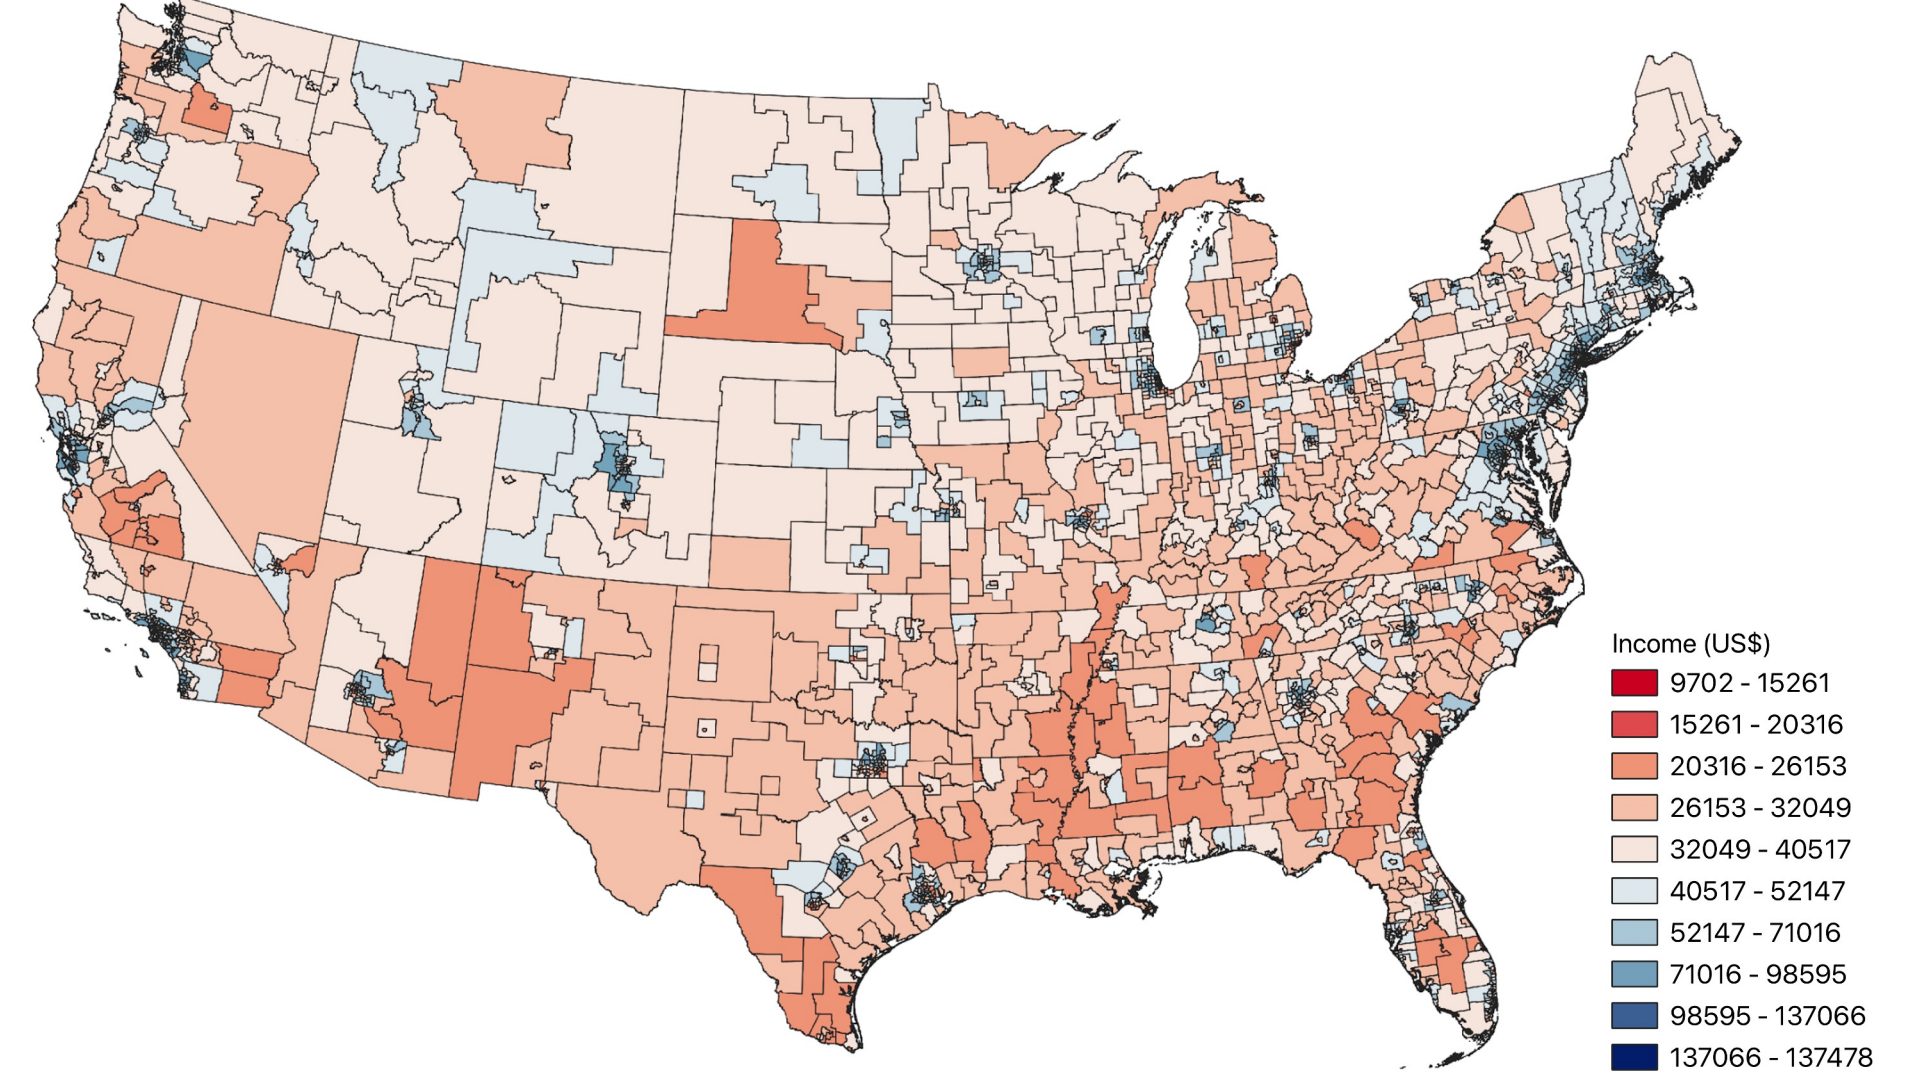 Income (US$)
9702 - 15261
15261 - 20316
20316 - 26153
26153 - 32049
32049 - 40517
40517 - 52147
52147 - 71016
71016 - 98595
98595 - 137066
137066 - 137478